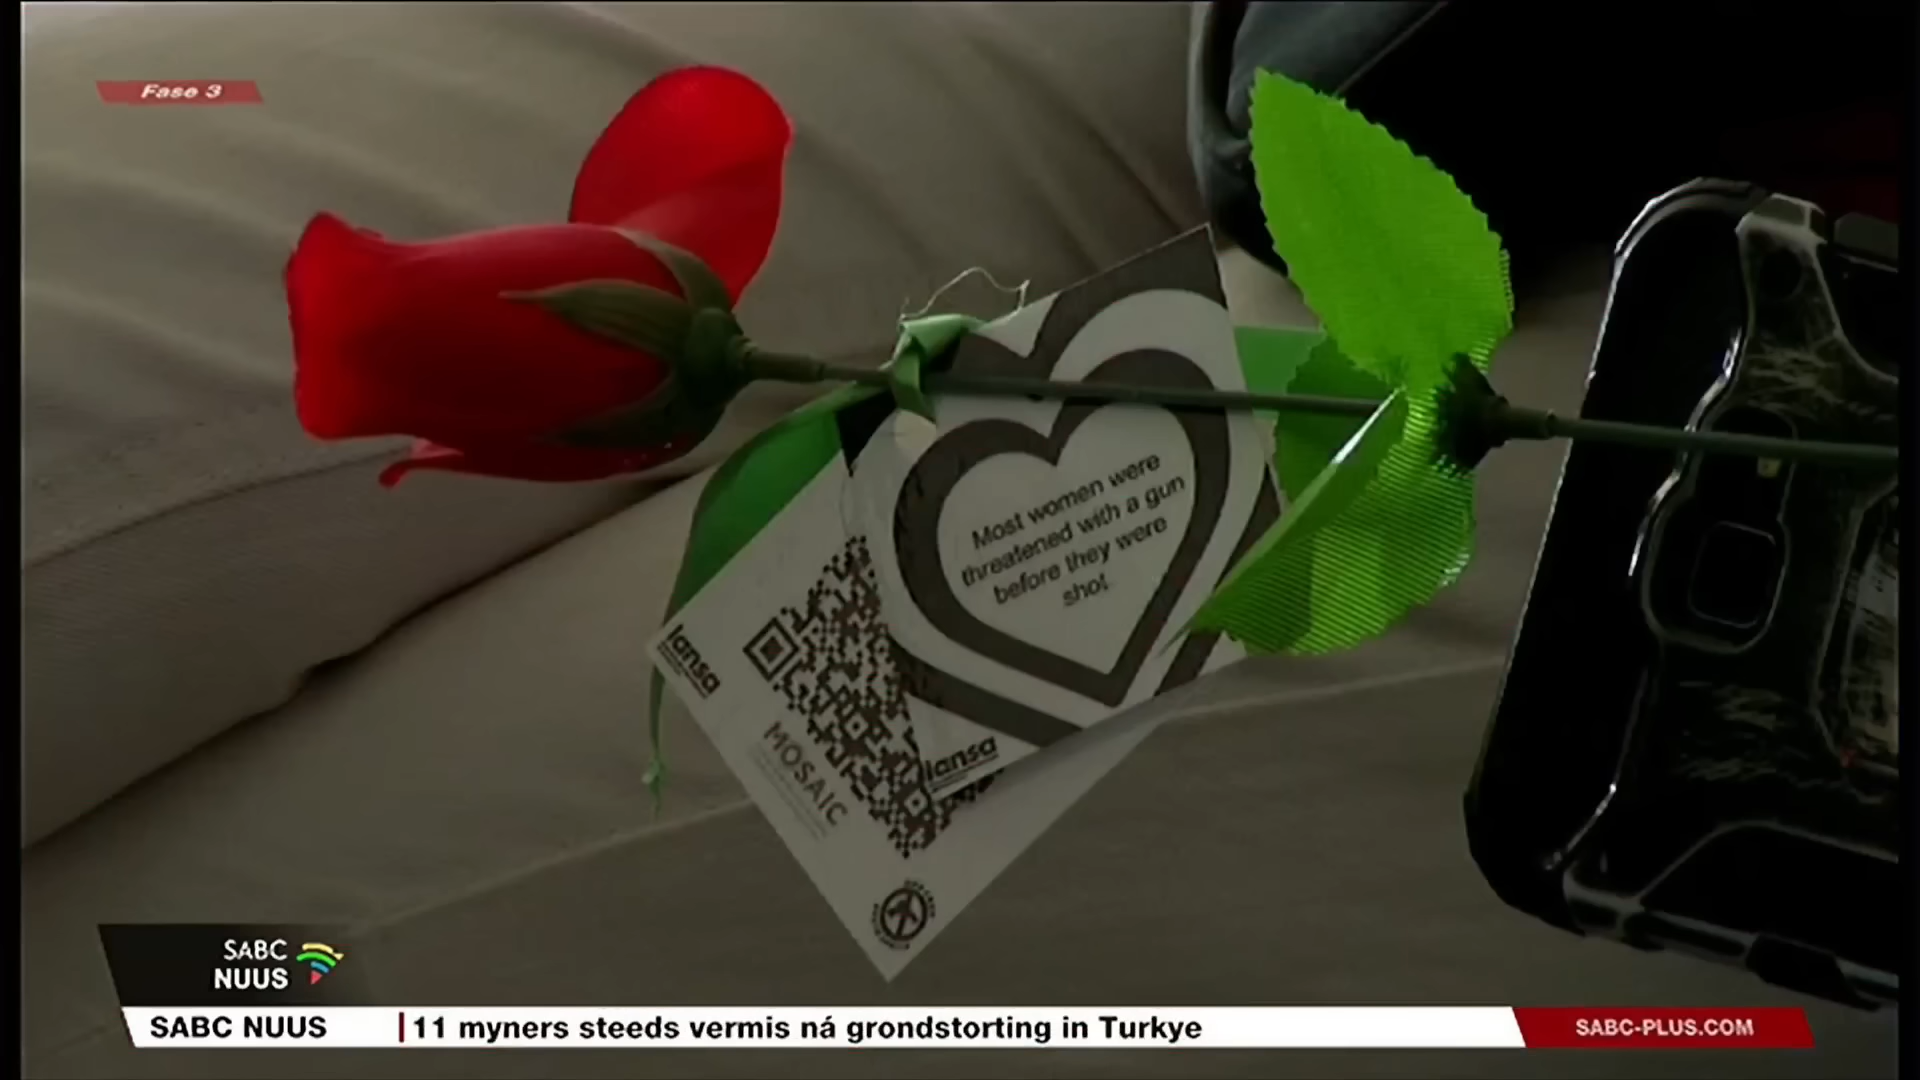 Fase 3
Most women were
threatened with a gun
before they were
shot.
Iansa
MOSAIC
Iansa
SABC
NUUS
SABC NUUS
11 myners steeds vermis ná grondstorting in Turkye
SABC-PLUS.COM